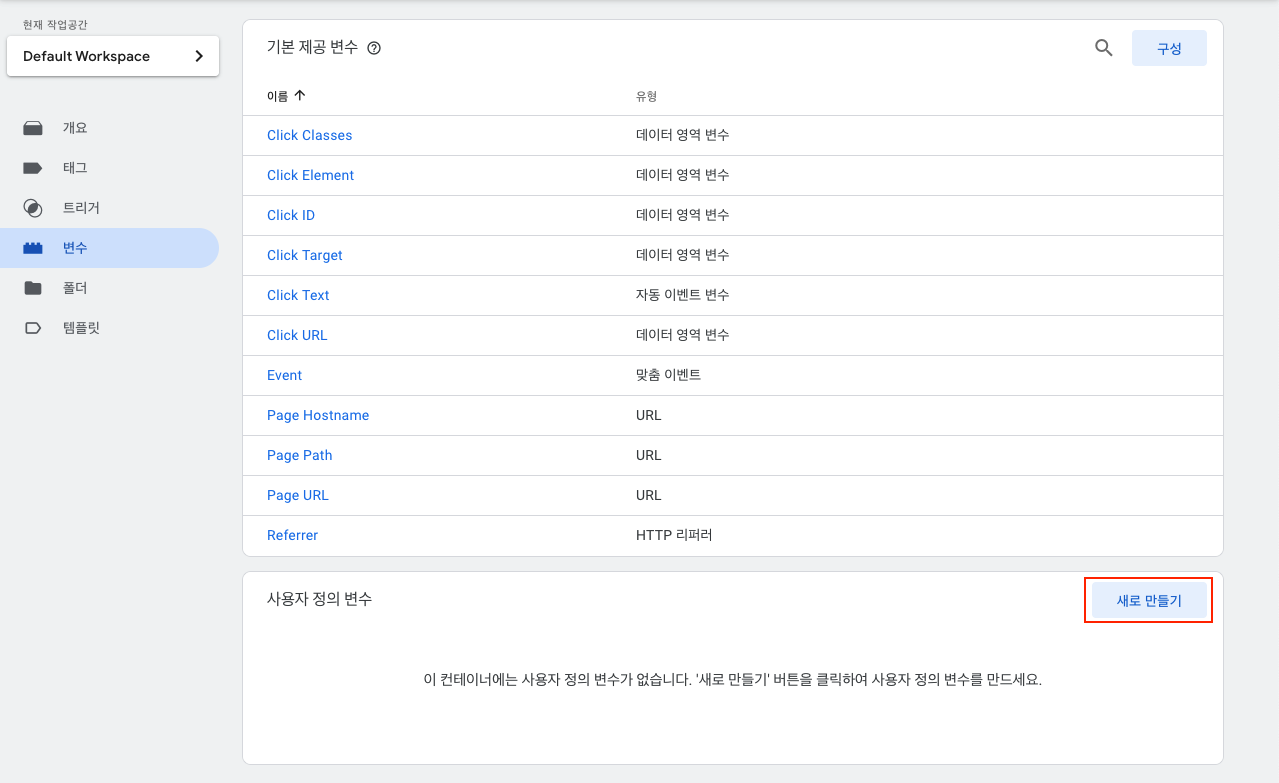 현재 작업공간
Default Workspace
개요
태그
트리거
변수
폴더
템플릿
기본 제공 변수
구성
이름 유형
Click Classes 데이터 영역 변수
Click Element 데이터 영역 변수
Click ID 데이터 영역 변수
Click Target 데이터 영역 변수
Click Text 자동 이벤트 변수
Click URL 데이터 영역 변수
Event 맞춤 이벤트
Page Hostname URL
Page Path URL
Page URL URL
Referrer HTTP 리퍼러
사용자 정의 변수
새로 만들기
이 컨테이너에는 사용자 정의 변수가 없습니다. '새로 만들기' 버튼을 클릭하여 사용자 정의 변수를 만드세요.